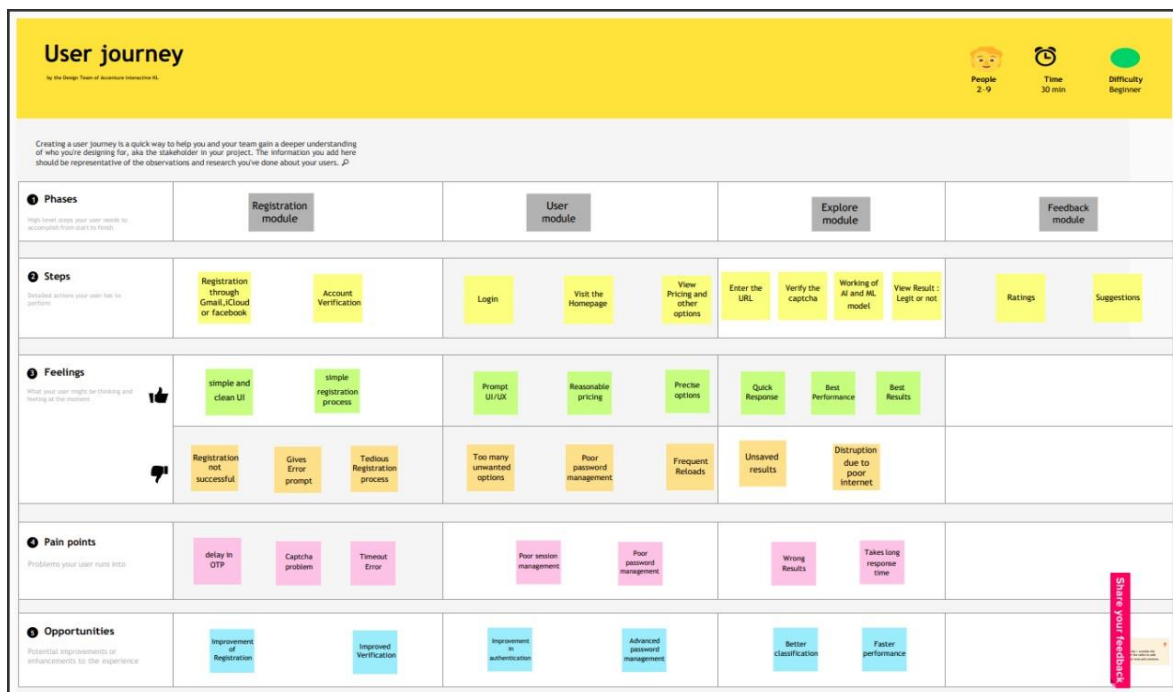 User journey
by the Design Team of Accenture Interactive KL
People
2-9
Time
30 min
Difficulty
Beginner
Creating a user journey is a quick way to help you and your team gain a deeper understanding
of who you're designing for, aka the stakeholder in your project. The information you add here
should be representative of the observations and research you've done about your users.
1 Phases
High level steps your user needs to
accomplish from start to finish
Registration
module
User
module
Explore
module
Feedback
module
2 Steps
Detailed actions your user has to
perform
Registration
through
Gmail,iCloud
or facebook
Account
Verification
Login
Visit the
Homepage
View
Pricing and
other
options
Enter the
URL
Verify the
captcha
Working of
AI and ML
model
View Result :
Legit or not
Ratings
Suggestions
3 Feelings
What your user might be thinking and
feeling at the moment
simple and
clean UI
simple
registration
process
Prompt
UI/UX
Reasonable
pricing
Precise
options
Quick
Response
Best
Performance
Best
Results
Registration
not
successful
Gives
Error
prompt
Tedious
Registration
process
Too many
unwanted
options
Poor
password
management
Frequent
Reloads
Unsaved
results
Distruption
due to
poor
internet
4 Pain points
Problems your user runs into
delay in
OTP
Captcha
problem
Timeout
Error
Poor session
management
Poor
password
management
Wrong
Results
Takes long
response
time
5 Opportunities
Potential improvements or
enhancements to the experience
Improvement
of
Registration
Improved
Verification
Improvement
in
authentication
Advanced
password
management
Better
classification
Faster
performance
Share your feedback